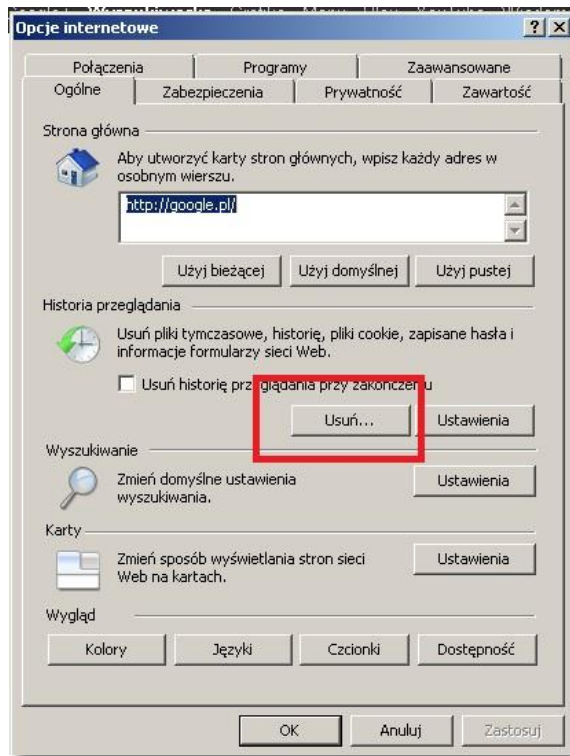 Opcje internetowe
Połączenia Programy Zaawansowane
Ogólne Zabezpieczenia Prywatność Zawartość
Strona główna
Aby utworzyć karty stron głównych, wpisz każdy adres w
osobnym wierszu.
http://google.pl/
Użyj bieżącej Użyj domyślnej Użyj pustej
Historia przeglądania
Usuń pliki tymczasowe, historię, pliki cookie, zapisane hasła i
informacje formularzy sieci Web.
Usuń historię przeglądania przy zakończeniu
Usuń... Ustawienia
Wyszukiwanie
Zmień domyślne ustawienia
wyszukiwania.
Ustawienia
Karty
Zmień sposób wyświetlania stron sieci
Web na kartach.
Ustawienia
Wygląd
Kolory Języki Czcionki Dostępność
OK Anuluj Zastosuj